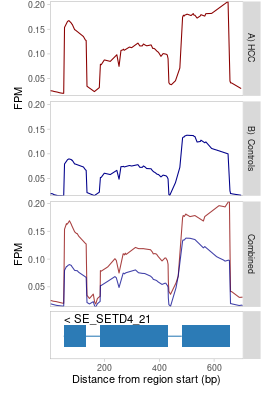 0.20
0.15
0.10
0.05
A) HCC
FPM
0.20
0.15
0.10
0.05
B) Controls
0.20
0.15
0.10
0.05
Combined
FPM
< SE_SETD4_21
200
400
600
Distance from region start (bp)